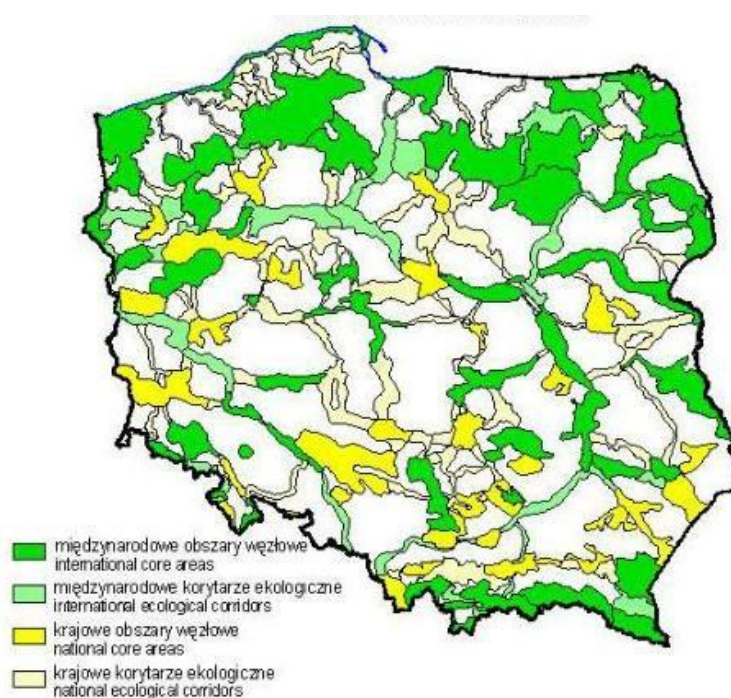 międzynarodowe obszary węzłowe
international core areas
międzynarodowe korytarze ekologiczne
international ecological corridors
krajowe obszary węzłowe
national core areas
krajowe korytarze ekologiczne
national ecological corridors